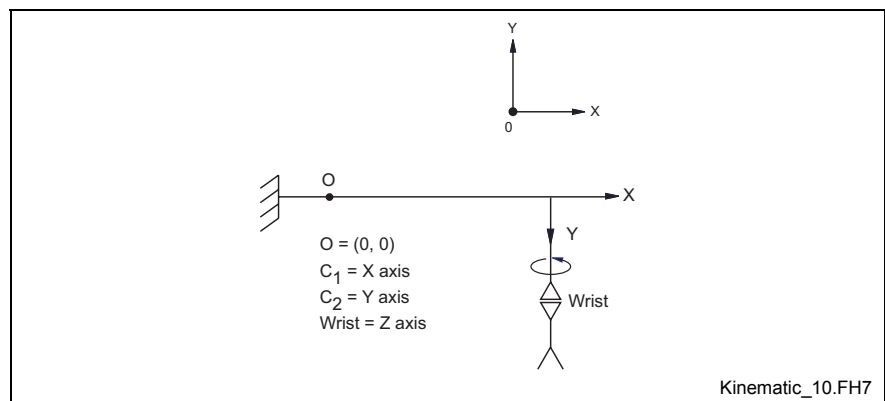 Y
X
0
O
X
Y
O = (0, 0)
C1 = X axis
C2 = Y axis
Wrist = Z axis
Wrist
Kinematic_10.FH7